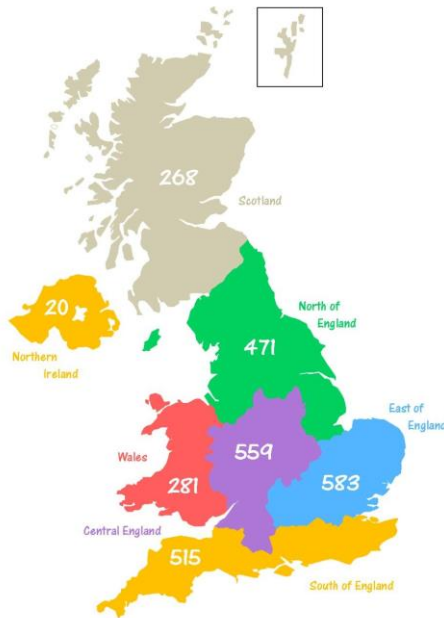 268
Scotland
20
Northern
Ireland
North of
England
471
East of
England
Wales
559
281
583
Central England
515
South of England